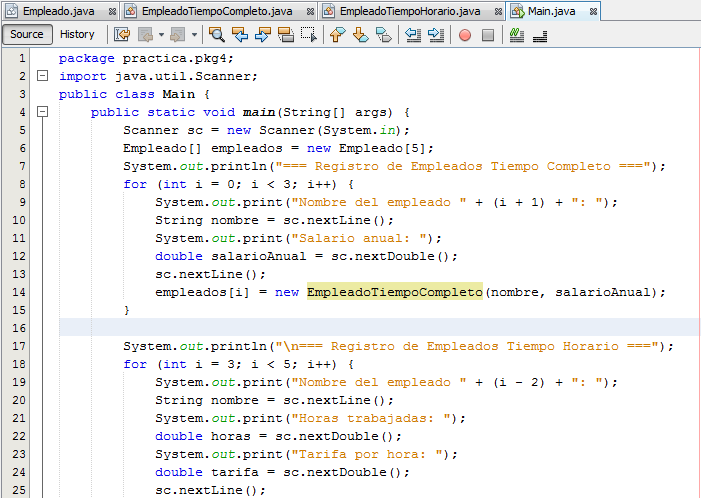 Empleado.java EmpleadoTiempoCompleto.java EmpleadoTiempoHorario.java Main.java
Source History
1 package practica.pkg4;
2 import java.util.Scanner;
3 public class Main {
4 public static void main(String[] args) {
5 Scanner sc = new Scanner(System.in);
6 Empleado[] empleados = new Empleado[5];
7 System.out.println("=== Registro de Empleados Tiempo Completo ===");
8 for (int i = 0; i < 3; i++) {
9 System.out.print("Nombre del empleado " + (i + 1) + ": ");
10 String nombre = sc.nextLine();
11 System.out.print("Salario anual: ");
12 double salarioAnual = sc.nextDouble();
13 sc.nextLine();
14 empleados[i] = new EmpleadoTiempoCompleto(nombre, salarioAnual);
15 }
16
17 System.out.println("\n=== Registro de Empleados Tiempo Horario ===");
18 for (int i = 3; i < 5; i++) {
19 System.out.print("Nombre del empleado " + (i - 2) + ": ");
20 String nombre = sc.nextLine();
21 System.out.print("Horas trabajadas: ");
22 double horas = sc.nextDouble();
23 System.out.print("Tarifa por hora: ");
24 double tarifa = sc.nextDouble();
25 sc.nextLine();